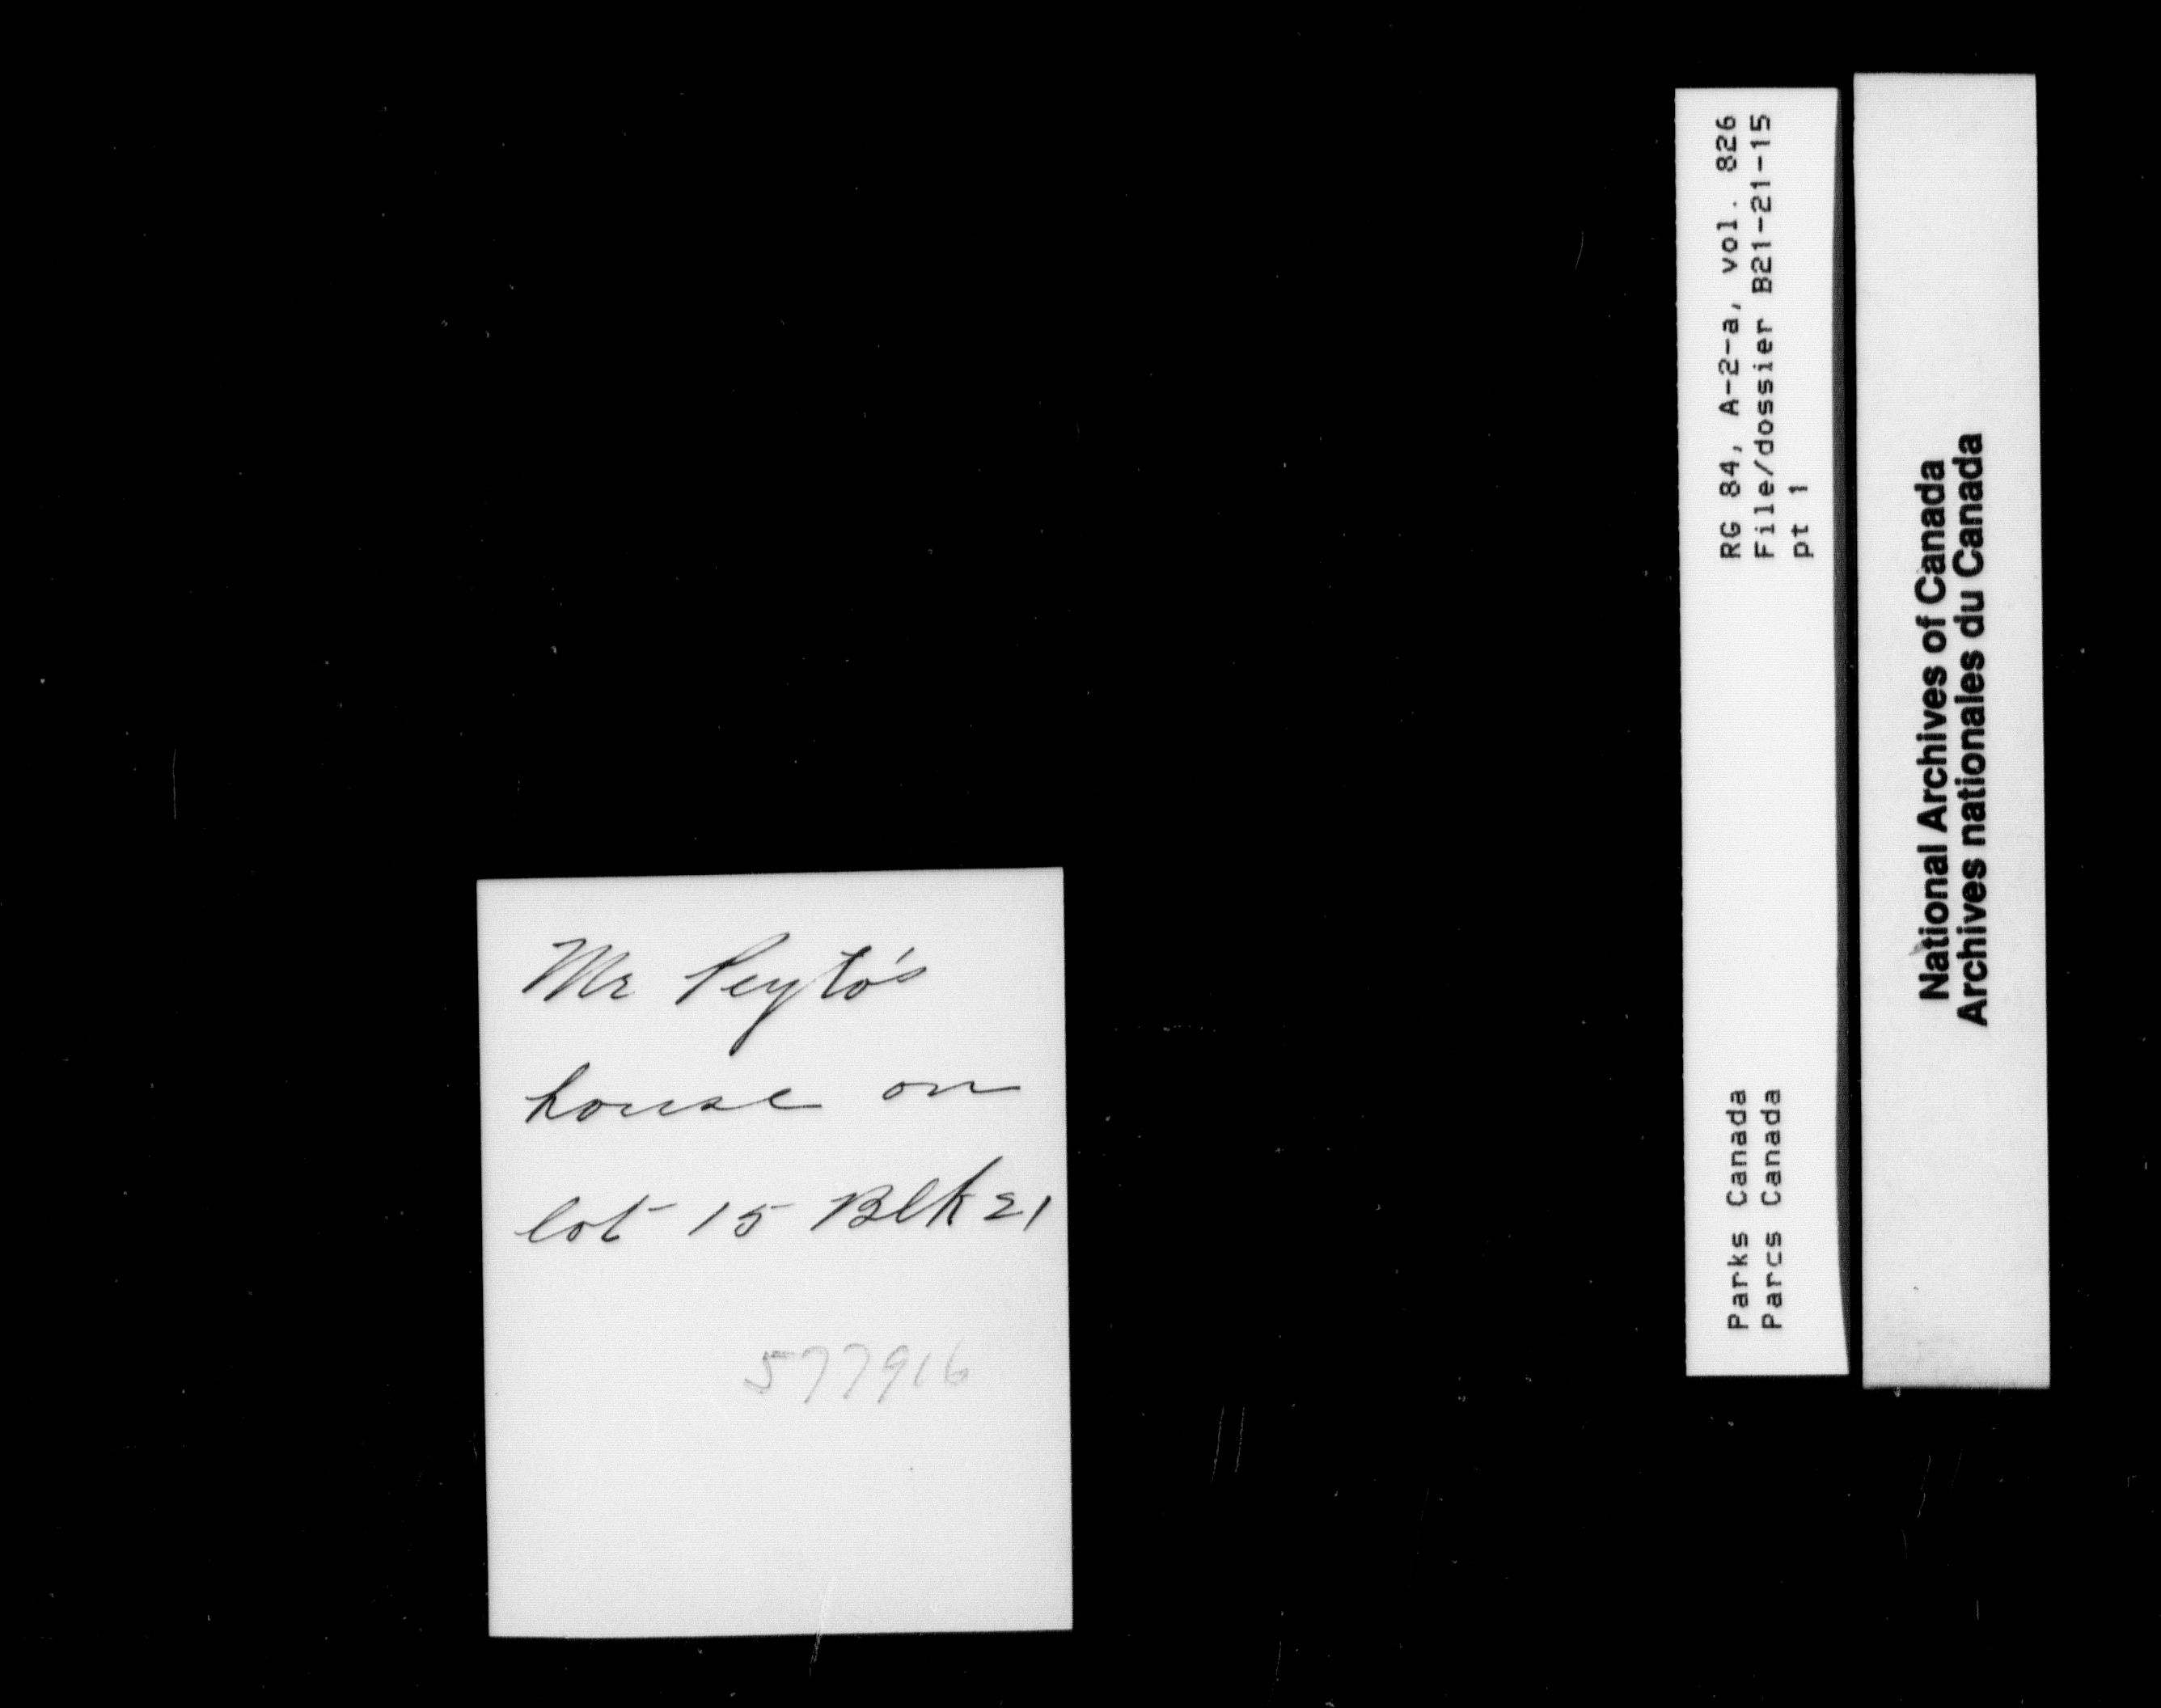 Mr Peyto's
house on
lot 15 Blk 21
577916
RG 84, A-2-a, vol. 826
File/dossier B21-21-15
pt 1
Parks Canada
Parcs Canada
National Archives of Canada
Archives nationales du Canada